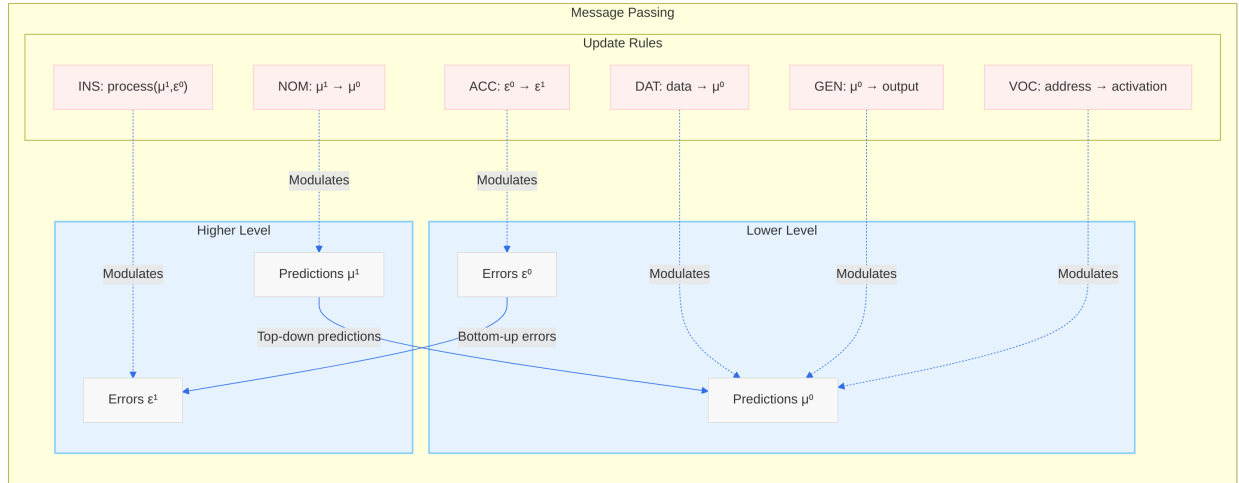 Message Passing
Update Rules
INS: process(μ¹,ε⁰)
NOM: μ¹ → μ⁰
ACC: ε⁰ → ε¹
DAT: data → μ⁰
GEN: μ⁰ → output
VOC: address → activation
Modulates
Modulates
Higher Level
Lower Level
Modulates
Predictions μ¹
Errors ε⁰
Modulates
Modulates
Modulates
Top-down predictions
Bottom-up errors
Errors ε¹
Predictions μ⁰